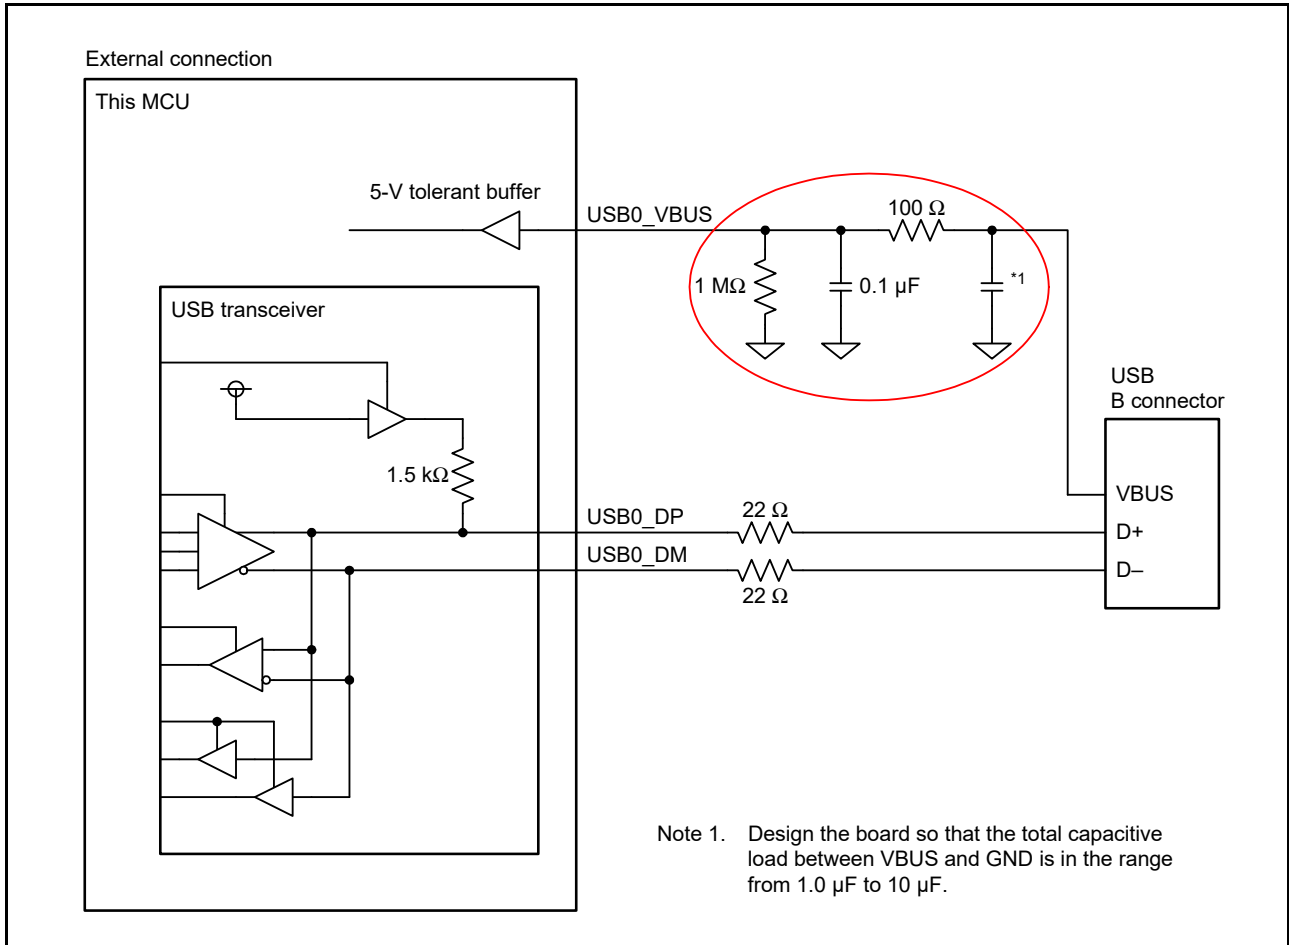 External connection
This MCU
5-V tolerant buffer
USB0_VBUS
100 Ω
1 MΩ
0.1 µF
*1
USB transceiver
USB
B connector
1.5 kΩ
VBUS
USB0_DP
22 Ω
D+
USB0_DM
22 Ω
D–
Note 1. Design the board so that the total capacitive
load between VBUS and GND is in the range
from 1.0 µF to 10 µF.